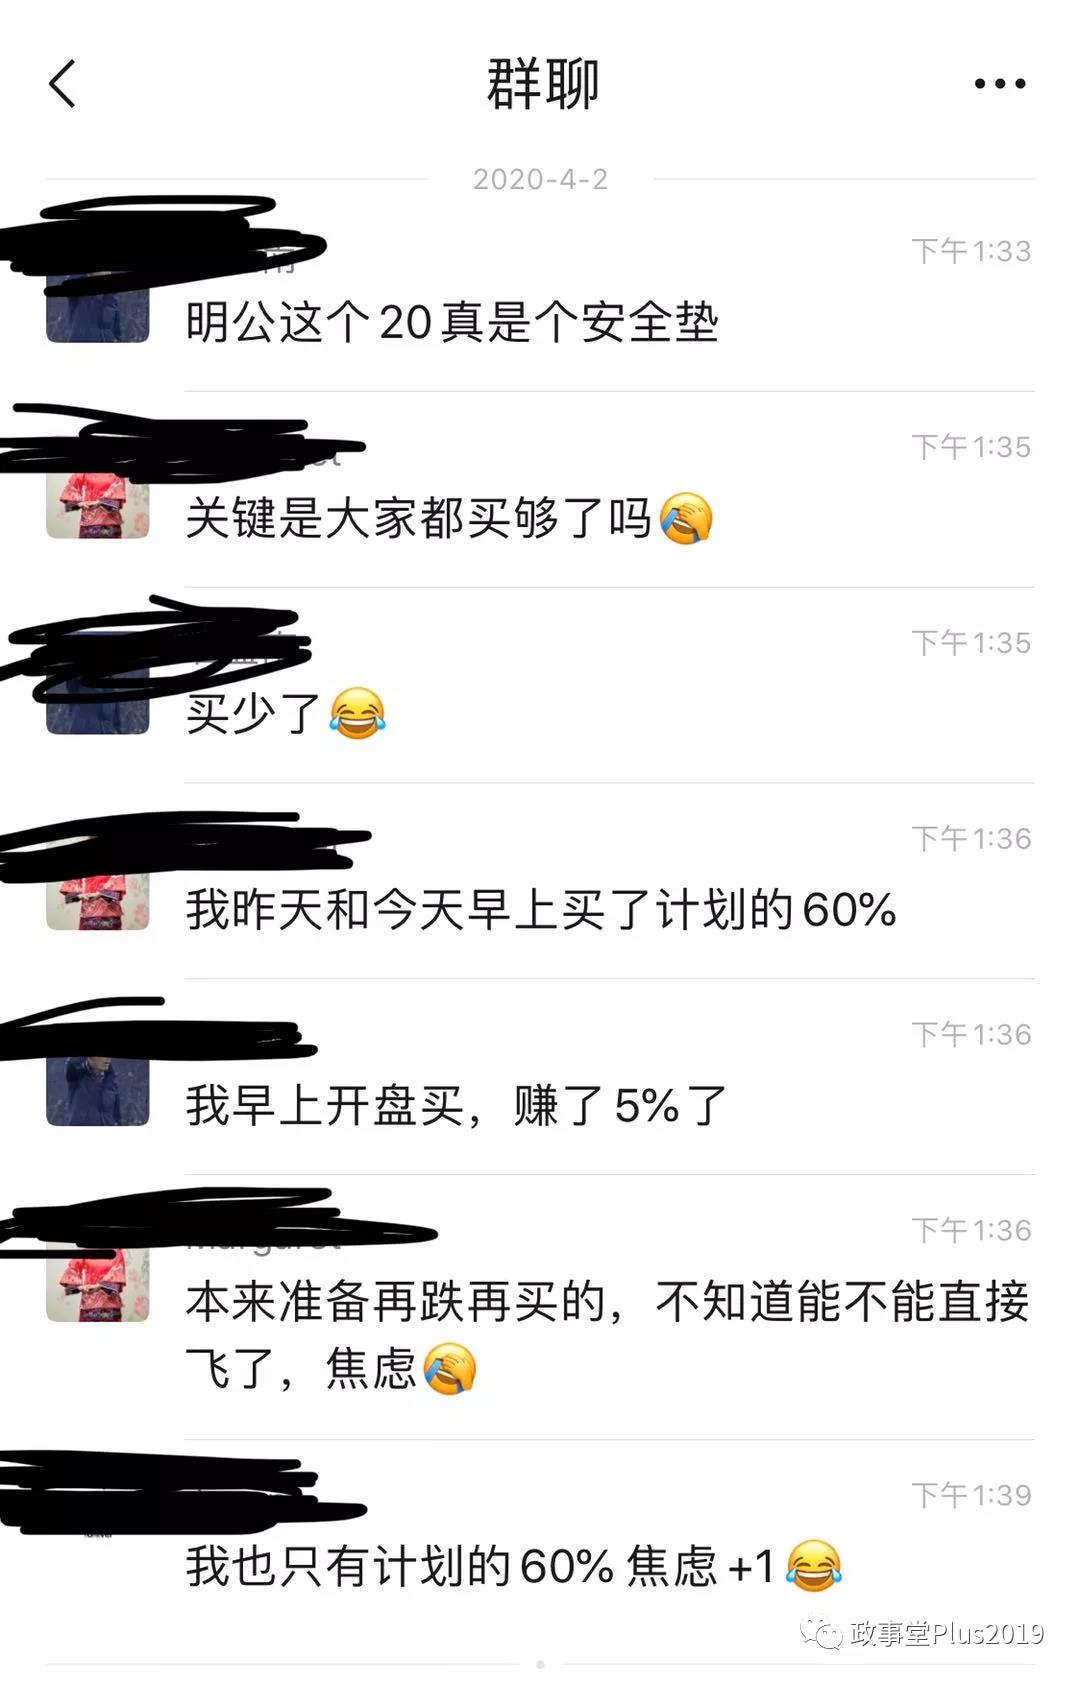 群聊
2020-4-2
下午1:33
明公这个20真是个安全垫
下午1:35
关键是大家都买够了吗🤦
下午1:35
买少了😂
下午1:36
我昨天和今天早上买了计划的60%
下午1:36
我早上开盘买，赚了5%了
下午1:36
本来准备再跌再买的，不知道能不能直接
飞了，焦虑🤦
下午1:39
我也只有计划的60% 焦虑+1😂
政事堂Plus2019